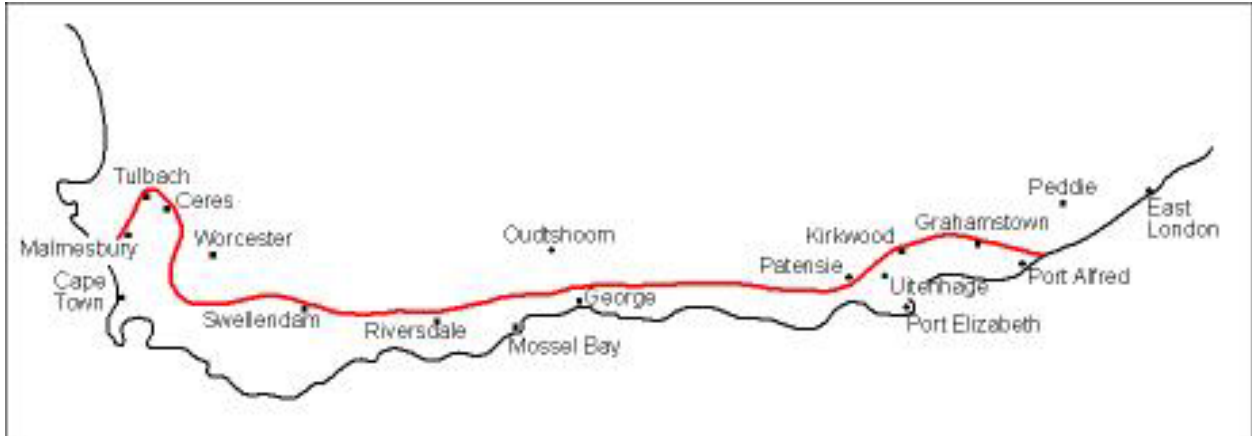 Tulbach
Ceres
Malmesbury
Worcester
Cape
Town
Swellendam
Riversdale
Oudtshoorn
Mossel Bay
George
Patensie
Kirkwood
Uitenhage
Port Elizabeth
Grahamstown
Port Alfred
Peddie
East
London